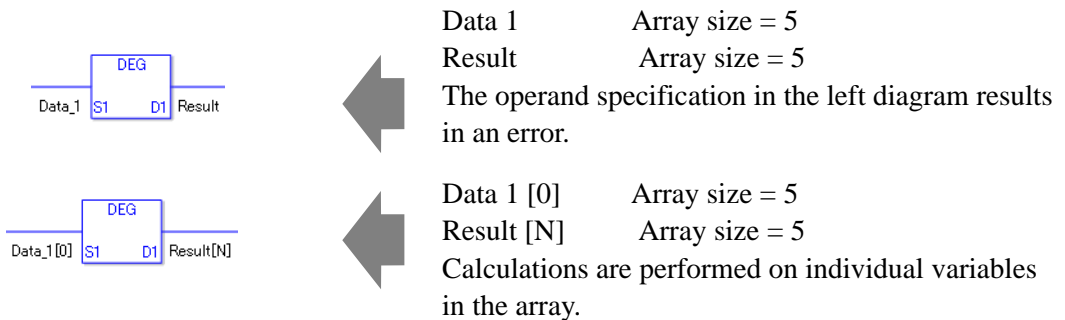 DEG
Data_1 S1 D1 Result
Data 1 Array size = 5
Result Array size = 5
The operand specification in the left diagram results
in an error.
DEG
Data_1[0] S1 D1 Result[N]
Data 1 [0] Array size = 5
Result [N] Array size = 5
Calculations are performed on individual variables
in the array.